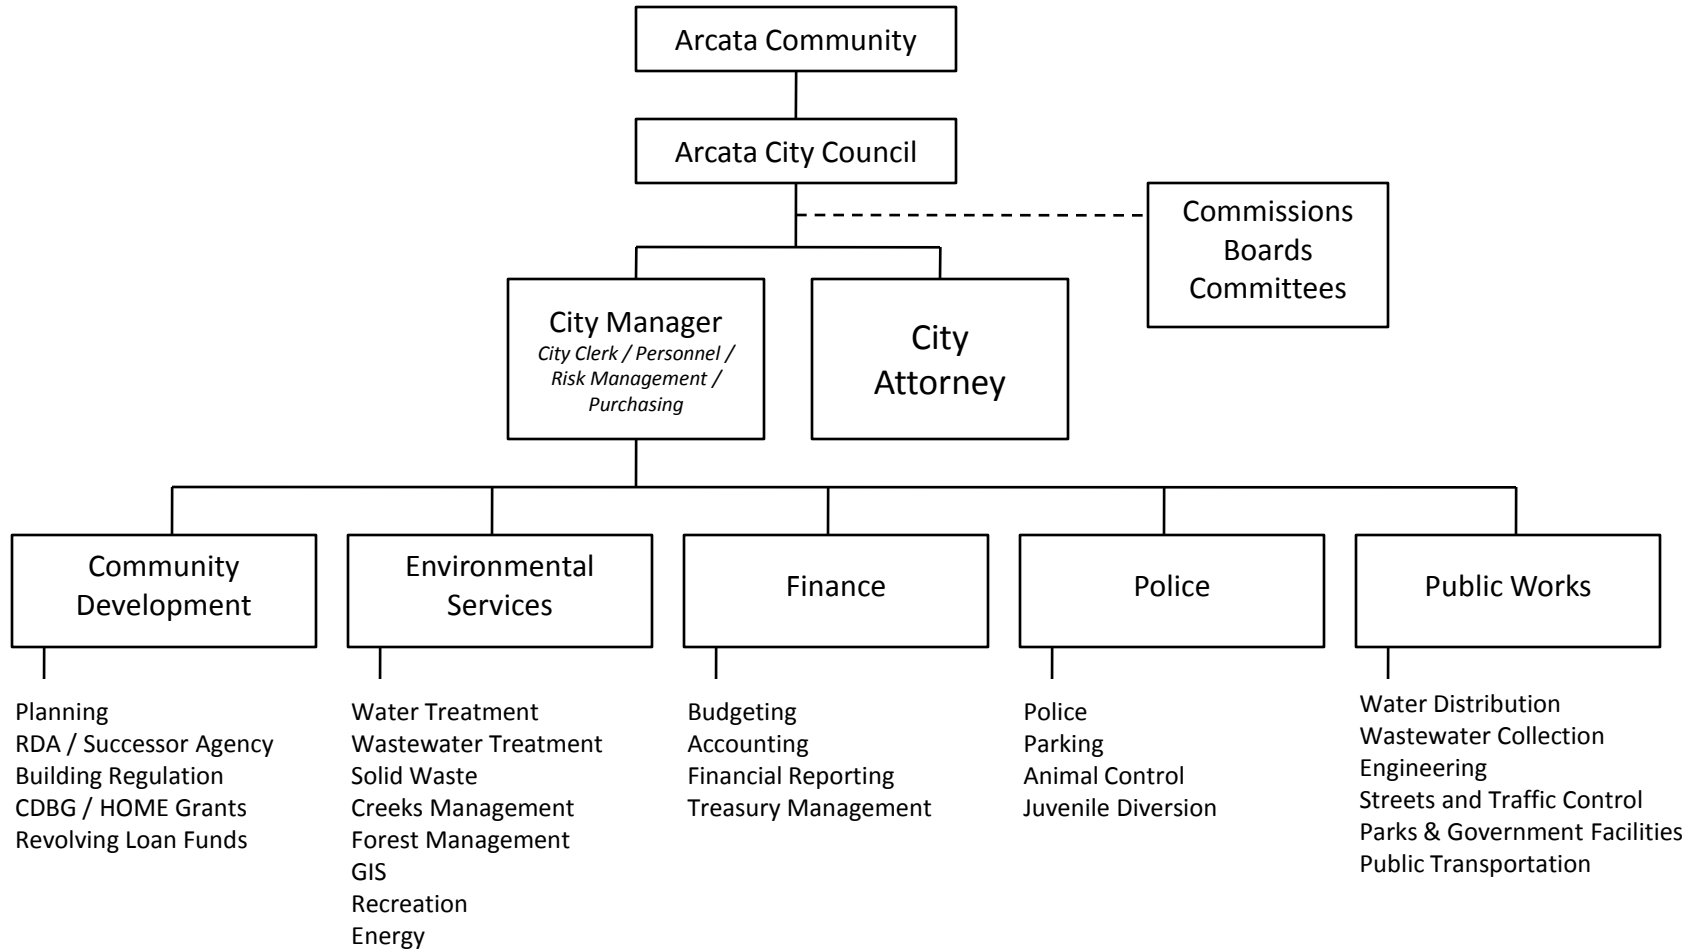 Arcata Community
Arcata City Council
Commissions
Boards
Committees
City Manager
City Clerk / Personnel /
Risk Management /
Purchasing
City
Attorney
Community
Development
Environmental
Services
Finance
Police
Public Works
Planning
RDA / Successor Agency
Building Regulation
CDBG / HOME Grants
Revolving Loan Funds
Water Treatment
Wastewater Treatment
Solid Waste
Creeks Management
Forest Management
GIS
Recreation
Energy
Budgeting
Accounting
Financial Reporting
Treasury Management
Police
Parking
Animal Control
Juvenile Diversion
Water Distribution
Wastewater Collection
Engineering
Streets and Traffic Control
Parks & Government Facilities
Public Transportation